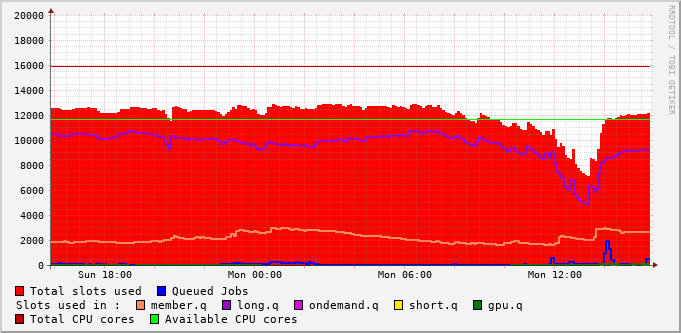 20000
18000
16000
14000
12000
10000
8000
6000
4000
2000
0
Sun 18:00 Mon 00:00 Mon 06:00 Mon 12:00
RRDTOOL / TOBI OETIKER
Total slots used Queued Jobs
Slots used in : member.q long.q ondemand.q short.q gpu.q
Total CPU cores Available CPU cores